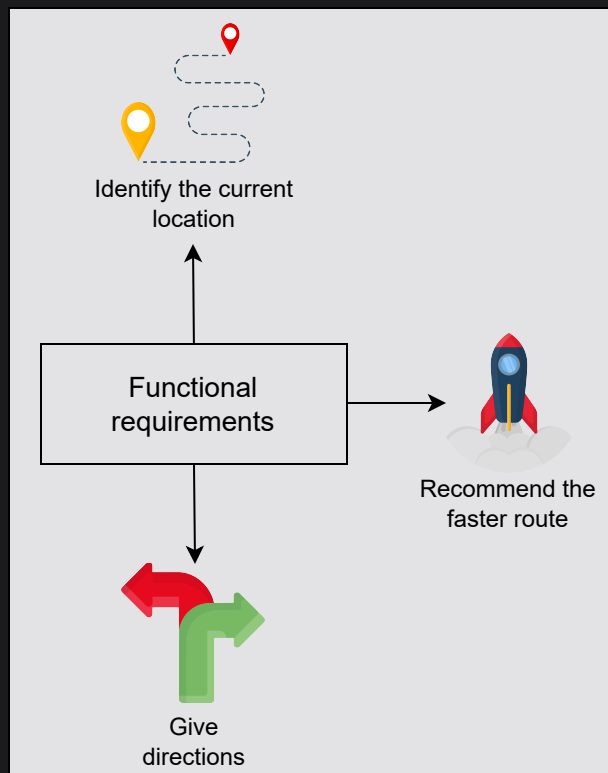 Identify the current
location
Functional
requirements
Recommend the
faster route
Give
directions